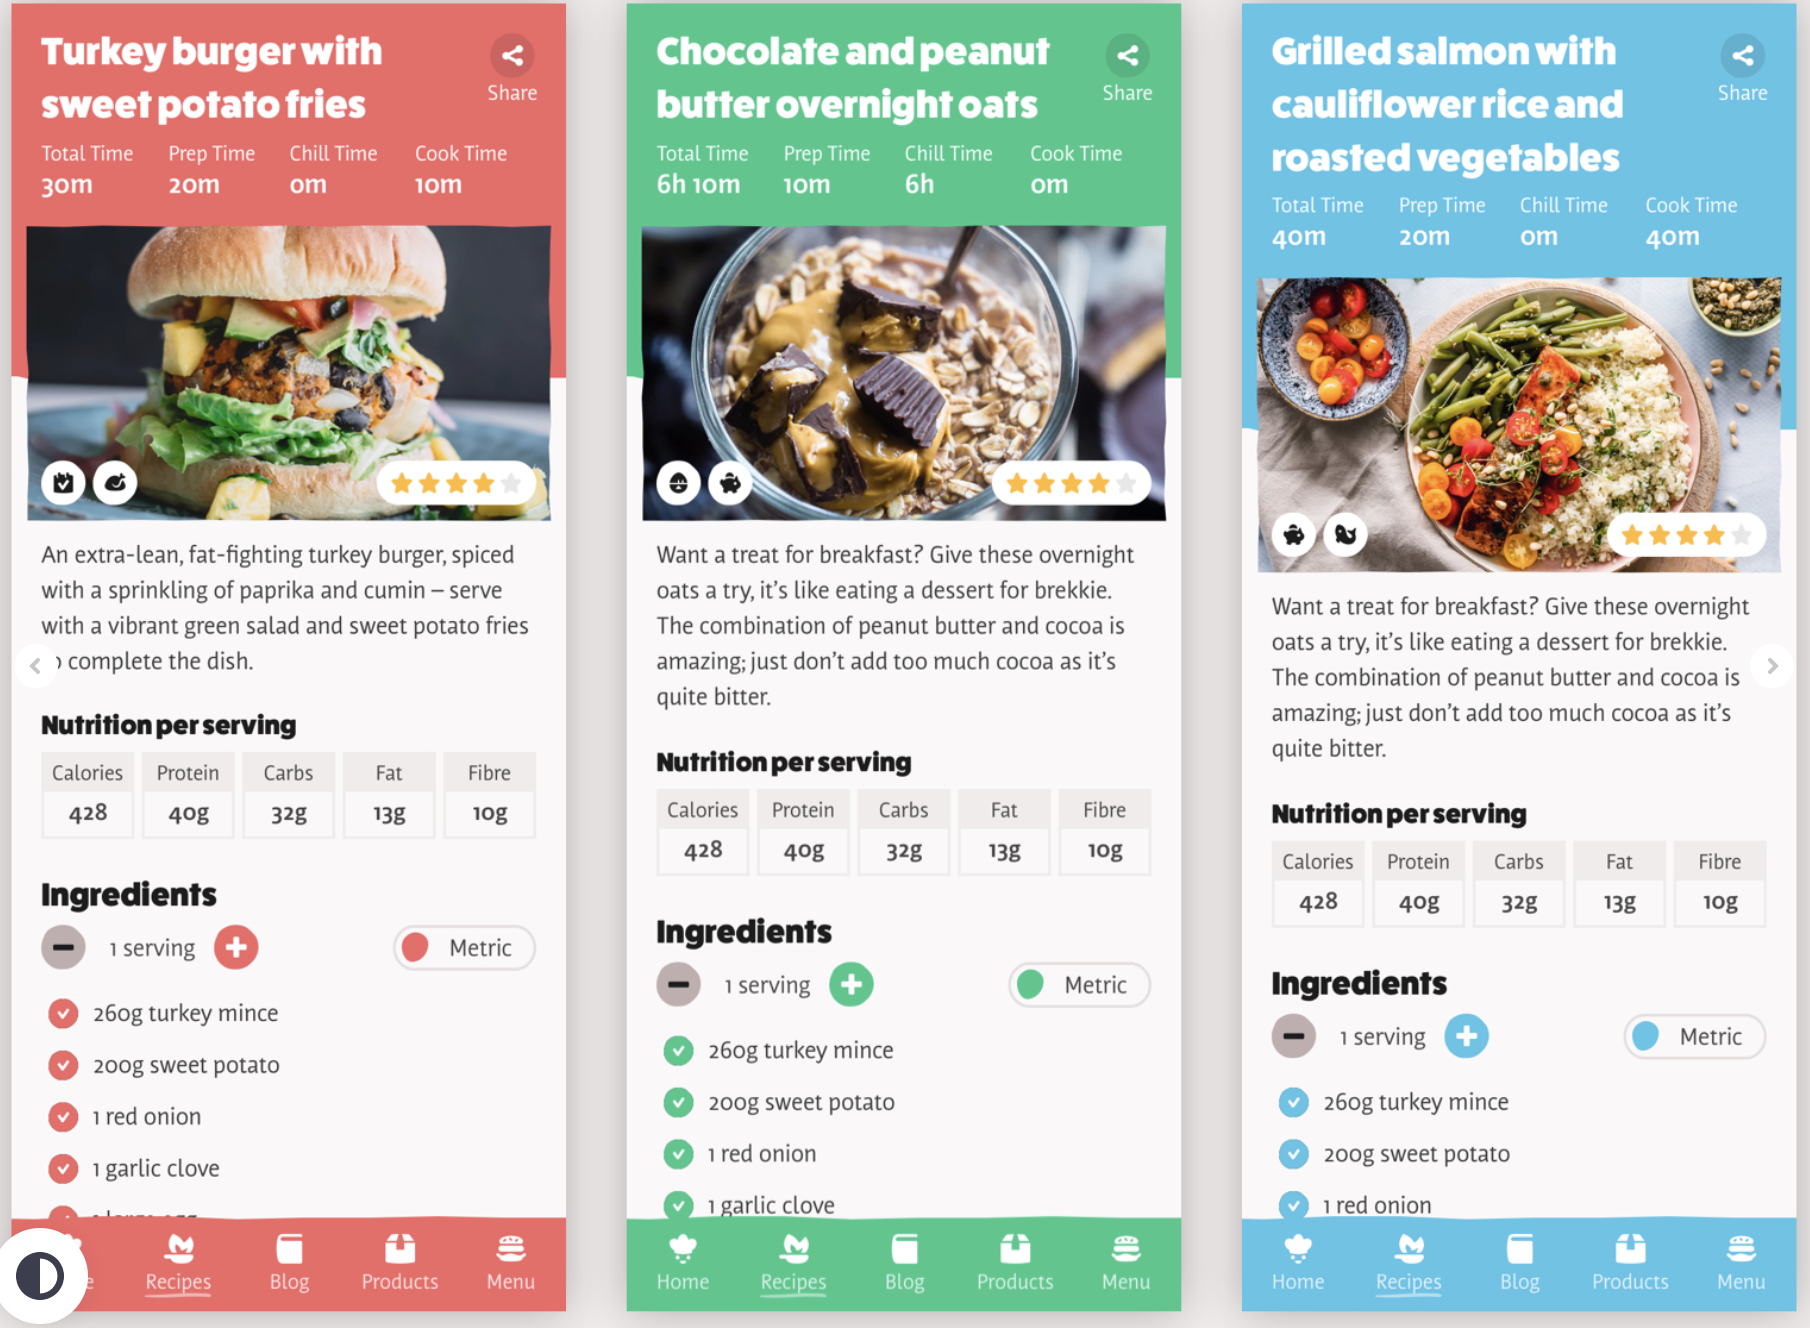 Turkey burger with
sweet potato fries
Share
Total Time Prep Time Chill Time Cook Time
30m 20m 0m 10m
An extra-lean, fat-fighting turkey burger, spiced
with a sprinkling of paprika and cumin – serve
with a vibrant green salad and sweet potato fries
complete the dish.
Nutrition per serving
Calories Protein Carbs Fat Fibre
428 40g 32g 13g 10g
Ingredients
1 serving Metric
260g turkey mince
200g sweet potato
1 red onion
1 garlic clove
Recipes Blog Products Menu
Chocolate and peanut
butter overnight oats
Share
Total Time Prep Time Chill Time Cook Time
6h 10m 10m 6h 0m
Want a treat for breakfast? Give these overnight
oats a try, it's like eating a dessert for brekkie.
The combination of peanut butter and cocoa is
amazing; just don't add too much cocoa as it's
quite bitter.
Nutrition per serving
Calories Protein Carbs Fat Fibre
428 40g 32g 13g 10g
Ingredients
1 serving Metric
260g turkey mince
200g sweet potato
1 red onion
1 garlic clove
Home Recipes Blog Products Menu
Grilled salmon with
cauliflower rice and
roasted vegetables
Share
Total Time Prep Time Chill Time Cook Time
40m 20m 0m 40m
Want a treat for breakfast? Give these overnight
oats a try, it's like eating a dessert for brekkie.
The combination of peanut butter and cocoa is
amazing; just don't add too much cocoa as it's
quite bitter.
Nutrition per serving
Calories Protein Carbs Fat Fibre
428 40g 32g 13g 10g
Ingredients
1 serving Metric
260g turkey mince
200g sweet potato
1 red onion
Home Recipes Blog Products Menu